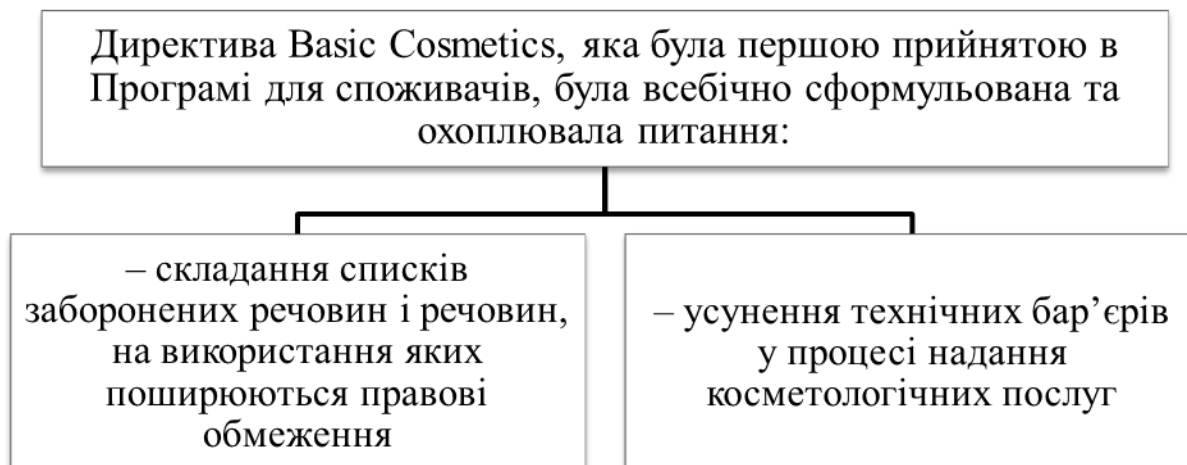 Директива Basic Cosmetics, яка була першою прийнятою в
Програмі для споживачів, була всебічно сформульована та
охоплювала питання:
– складання списків
заборонених речовин і речовин,
на використання яких
поширюються правові
обмеження
– усунення технічних бар’єрів
у процесі надання
косметологічних послуг